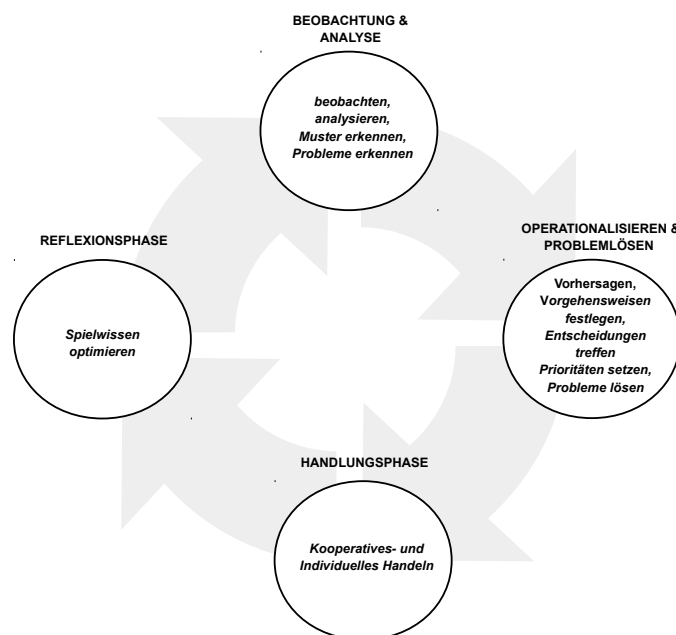 BEOBACHTUNG &
ANALYSE
beobachten,
analysieren,
Muster erkennen,
Probleme erkennen
OPERATIONALISIEREN &
PROBLEMLÖSEN
Vorhersagen,
Vorgehensweisen
festlegen,
Entscheidungen
treffen
Prioritäten setzen,
Probleme lösen
HANDLUNGSPHASE
Kooperatives- und
Individuelles Handeln
REFLEXIONSPHASE
Spielwissen
optimieren